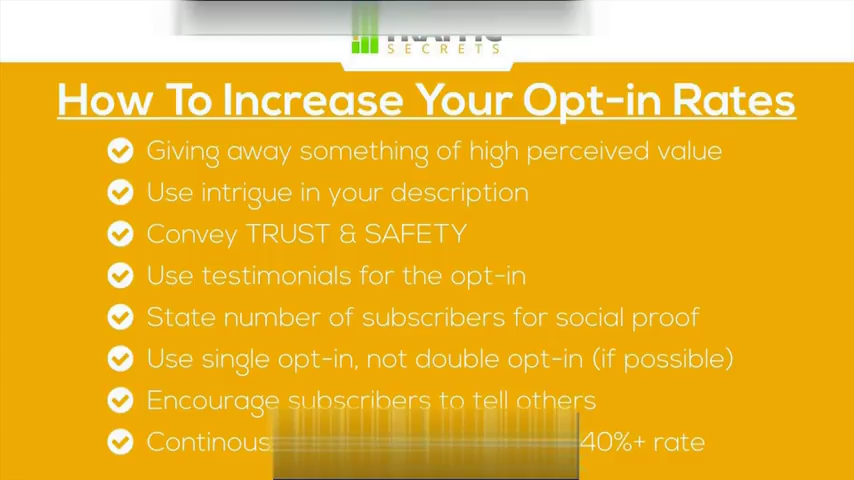 SECRETS
How To Increase Your Opt-in Rates
Giving away something of high perceived value
Use intrigue in your description
Convey TRUST & SAFETY
Use testimonials for the opt-in
State number of subscribers for social proof
Use single opt-in, not double opt-in (if possible)
Encourage subscribers to tell others
Continous 40%+ rate